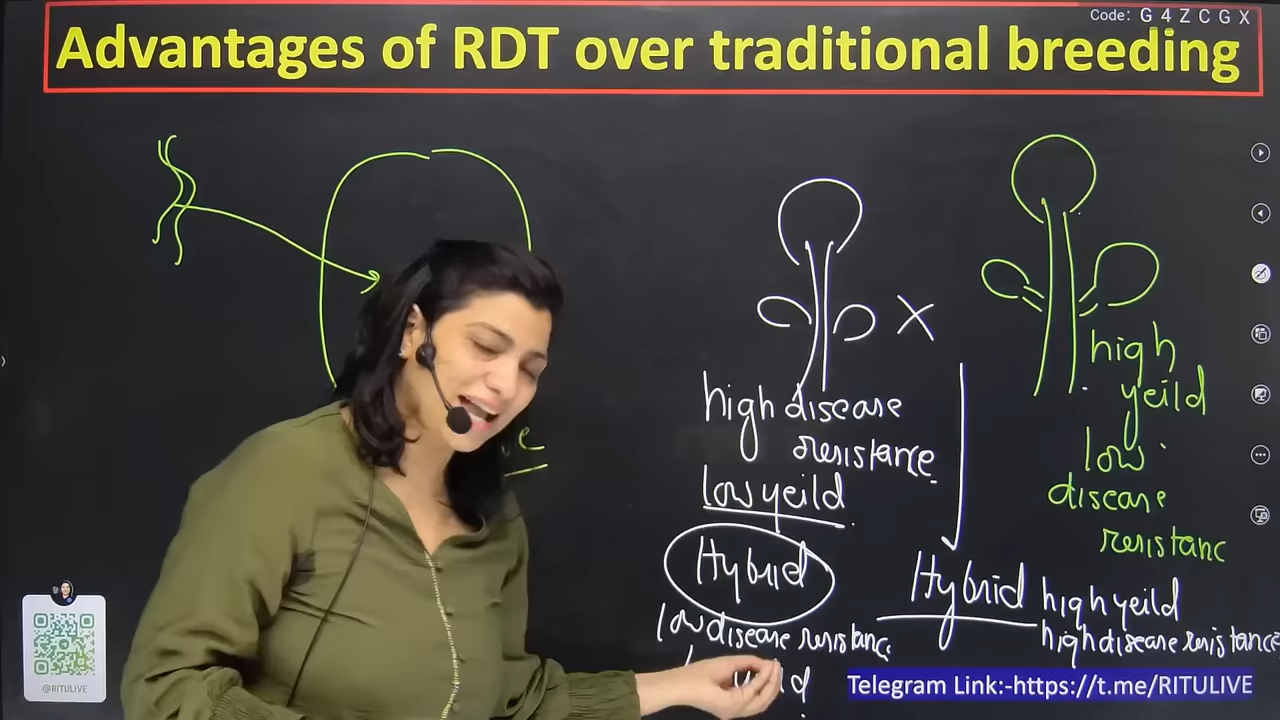 Code: G 4 Z C G X
Advantages of RDT over traditional breeding
high disease
resistance
low yeild
high
yeild
low
disease
resistanc
Hybrid
low disease resistance
Hybrid
high yeild
high disease resistance
@RITULIVE
Telegram Link:-https://t.me/RITULIVE